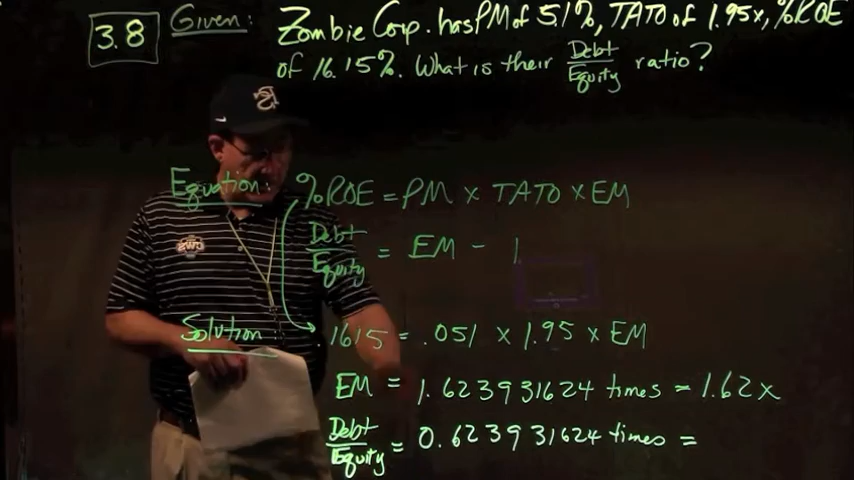 3.8 Given: Zombie Corp. has PM of 5.1%, TATO of 1.95x, %ROE
of 16.15%. What is their Debt/Equity ratio?
Equation: %ROE = PM x TATO x EM
Debt/Equity = EM - 1
Solution: .1615 = .051 x 1.95 x EM
EM = 1.623931624 times = 1.62x
Debt/Equity = 0.623931624 times =